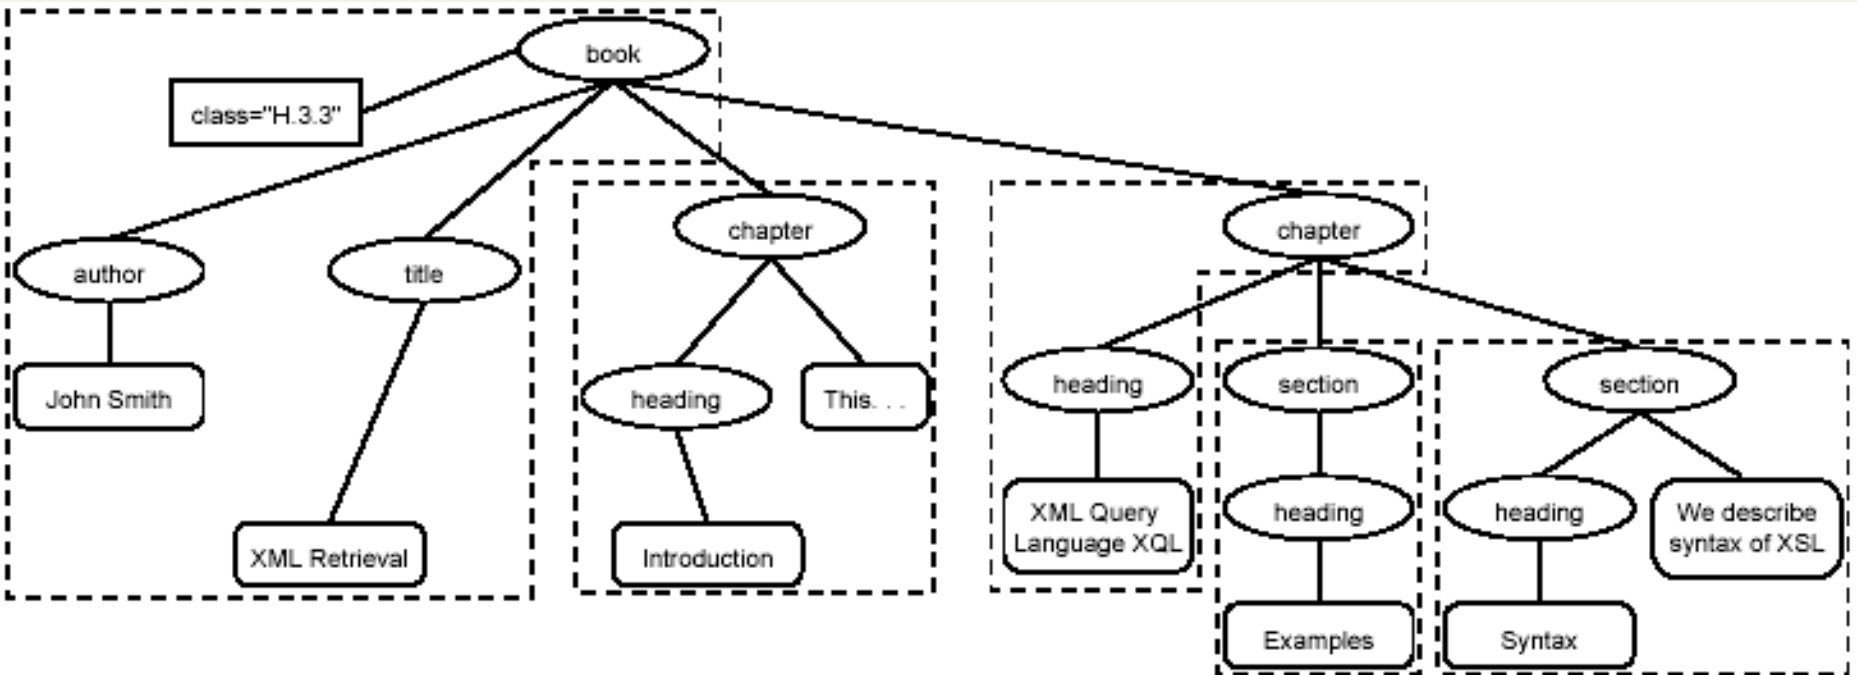 book
class="H.3.3"
chapter
chapter
author
title
heading
section
section
John Smith
heading
This. . .
XML Query
Language XQL
heading
heading
We describe
syntax of XSL
XML Retrieval
Introduction
Examples
Syntax